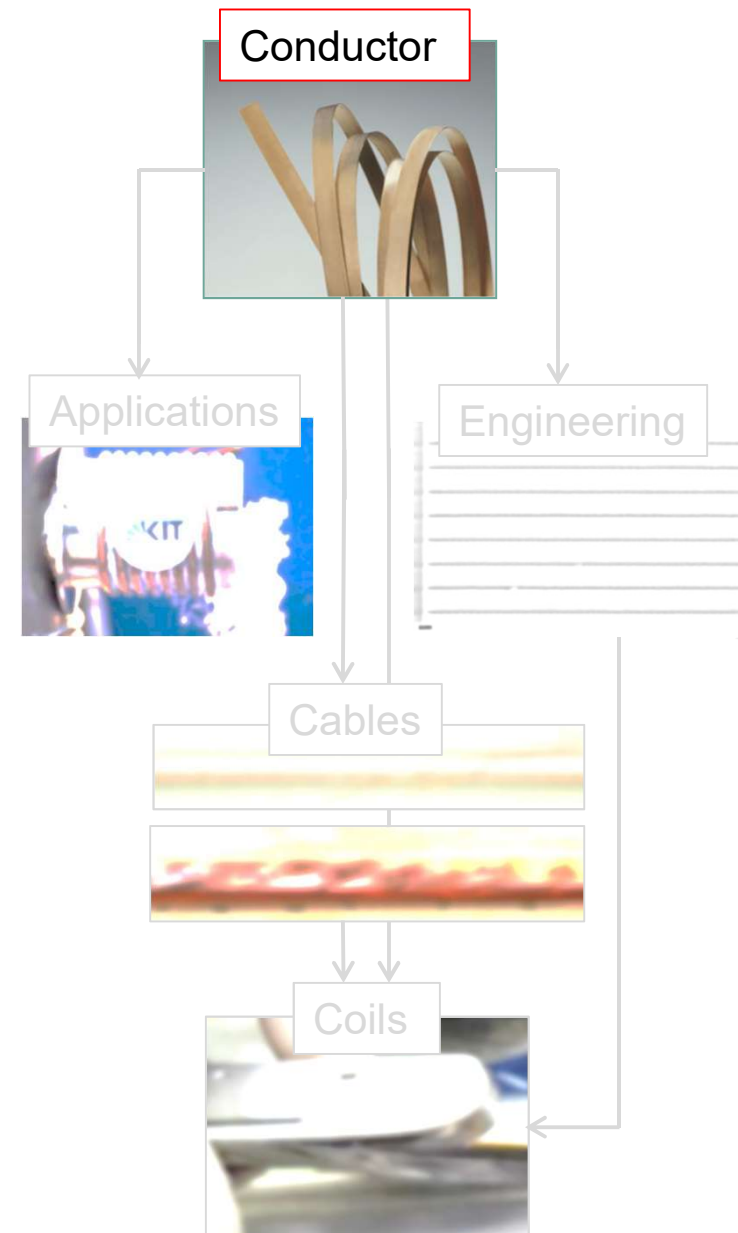 Conductor
Applications
Engineering
KIT
Cables
Coils